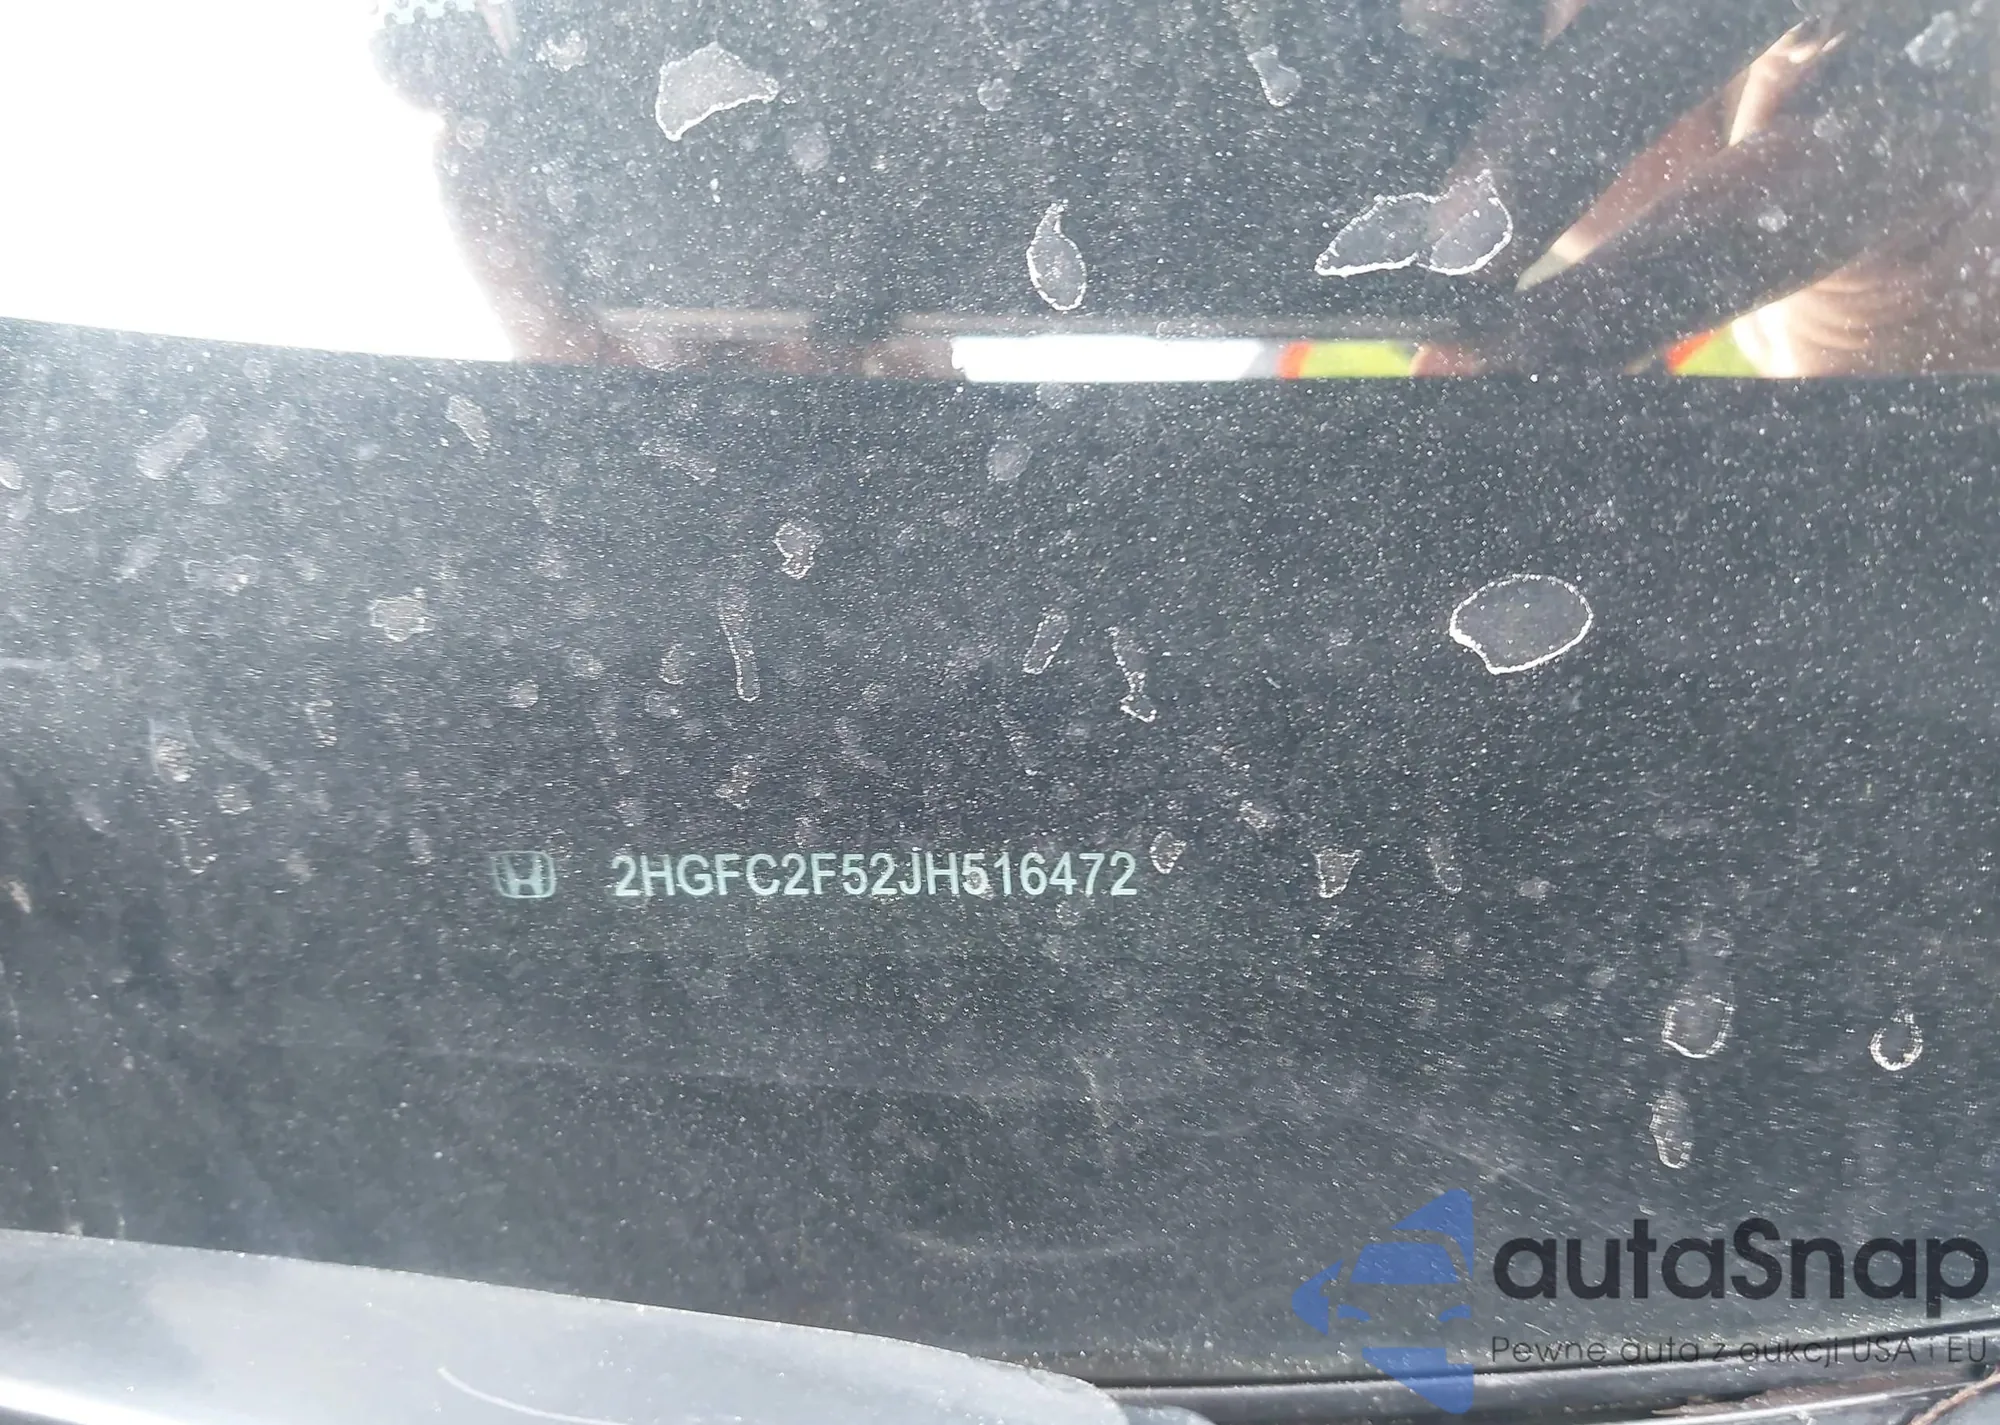 2HGFC2F52JH516472
autaSnap
Pewne auta z aukcji USA i EU